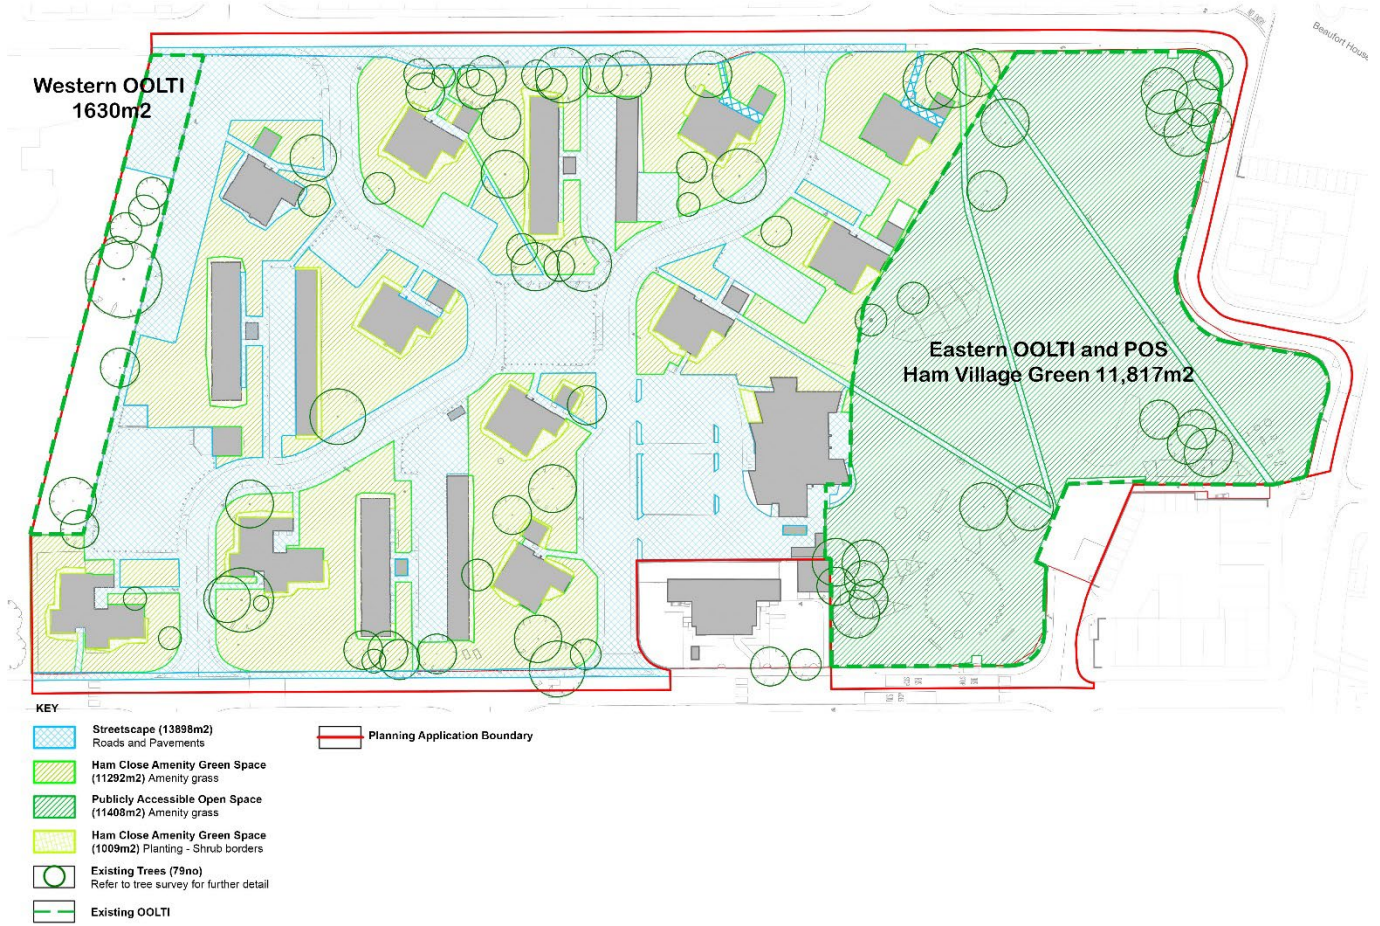 Beaufort House
Western OOLTI
1630m2
Eastern OOLTI and POS
Ham Village Green 11,817m2
KEY
Streetscape (13898m2)
Roads and Pavements
Planning Application Boundary
Ham Close Amenity Green Space
(11292m2) Amenity grass
Publicly Accessible Open Space
(11408m2) Amenity grass
Ham Close Amenity Green Space
(1009m2) Planting - Shrub borders
Existing Trees (79no)
Refer to tree survey for further detail
Existing OOLTI